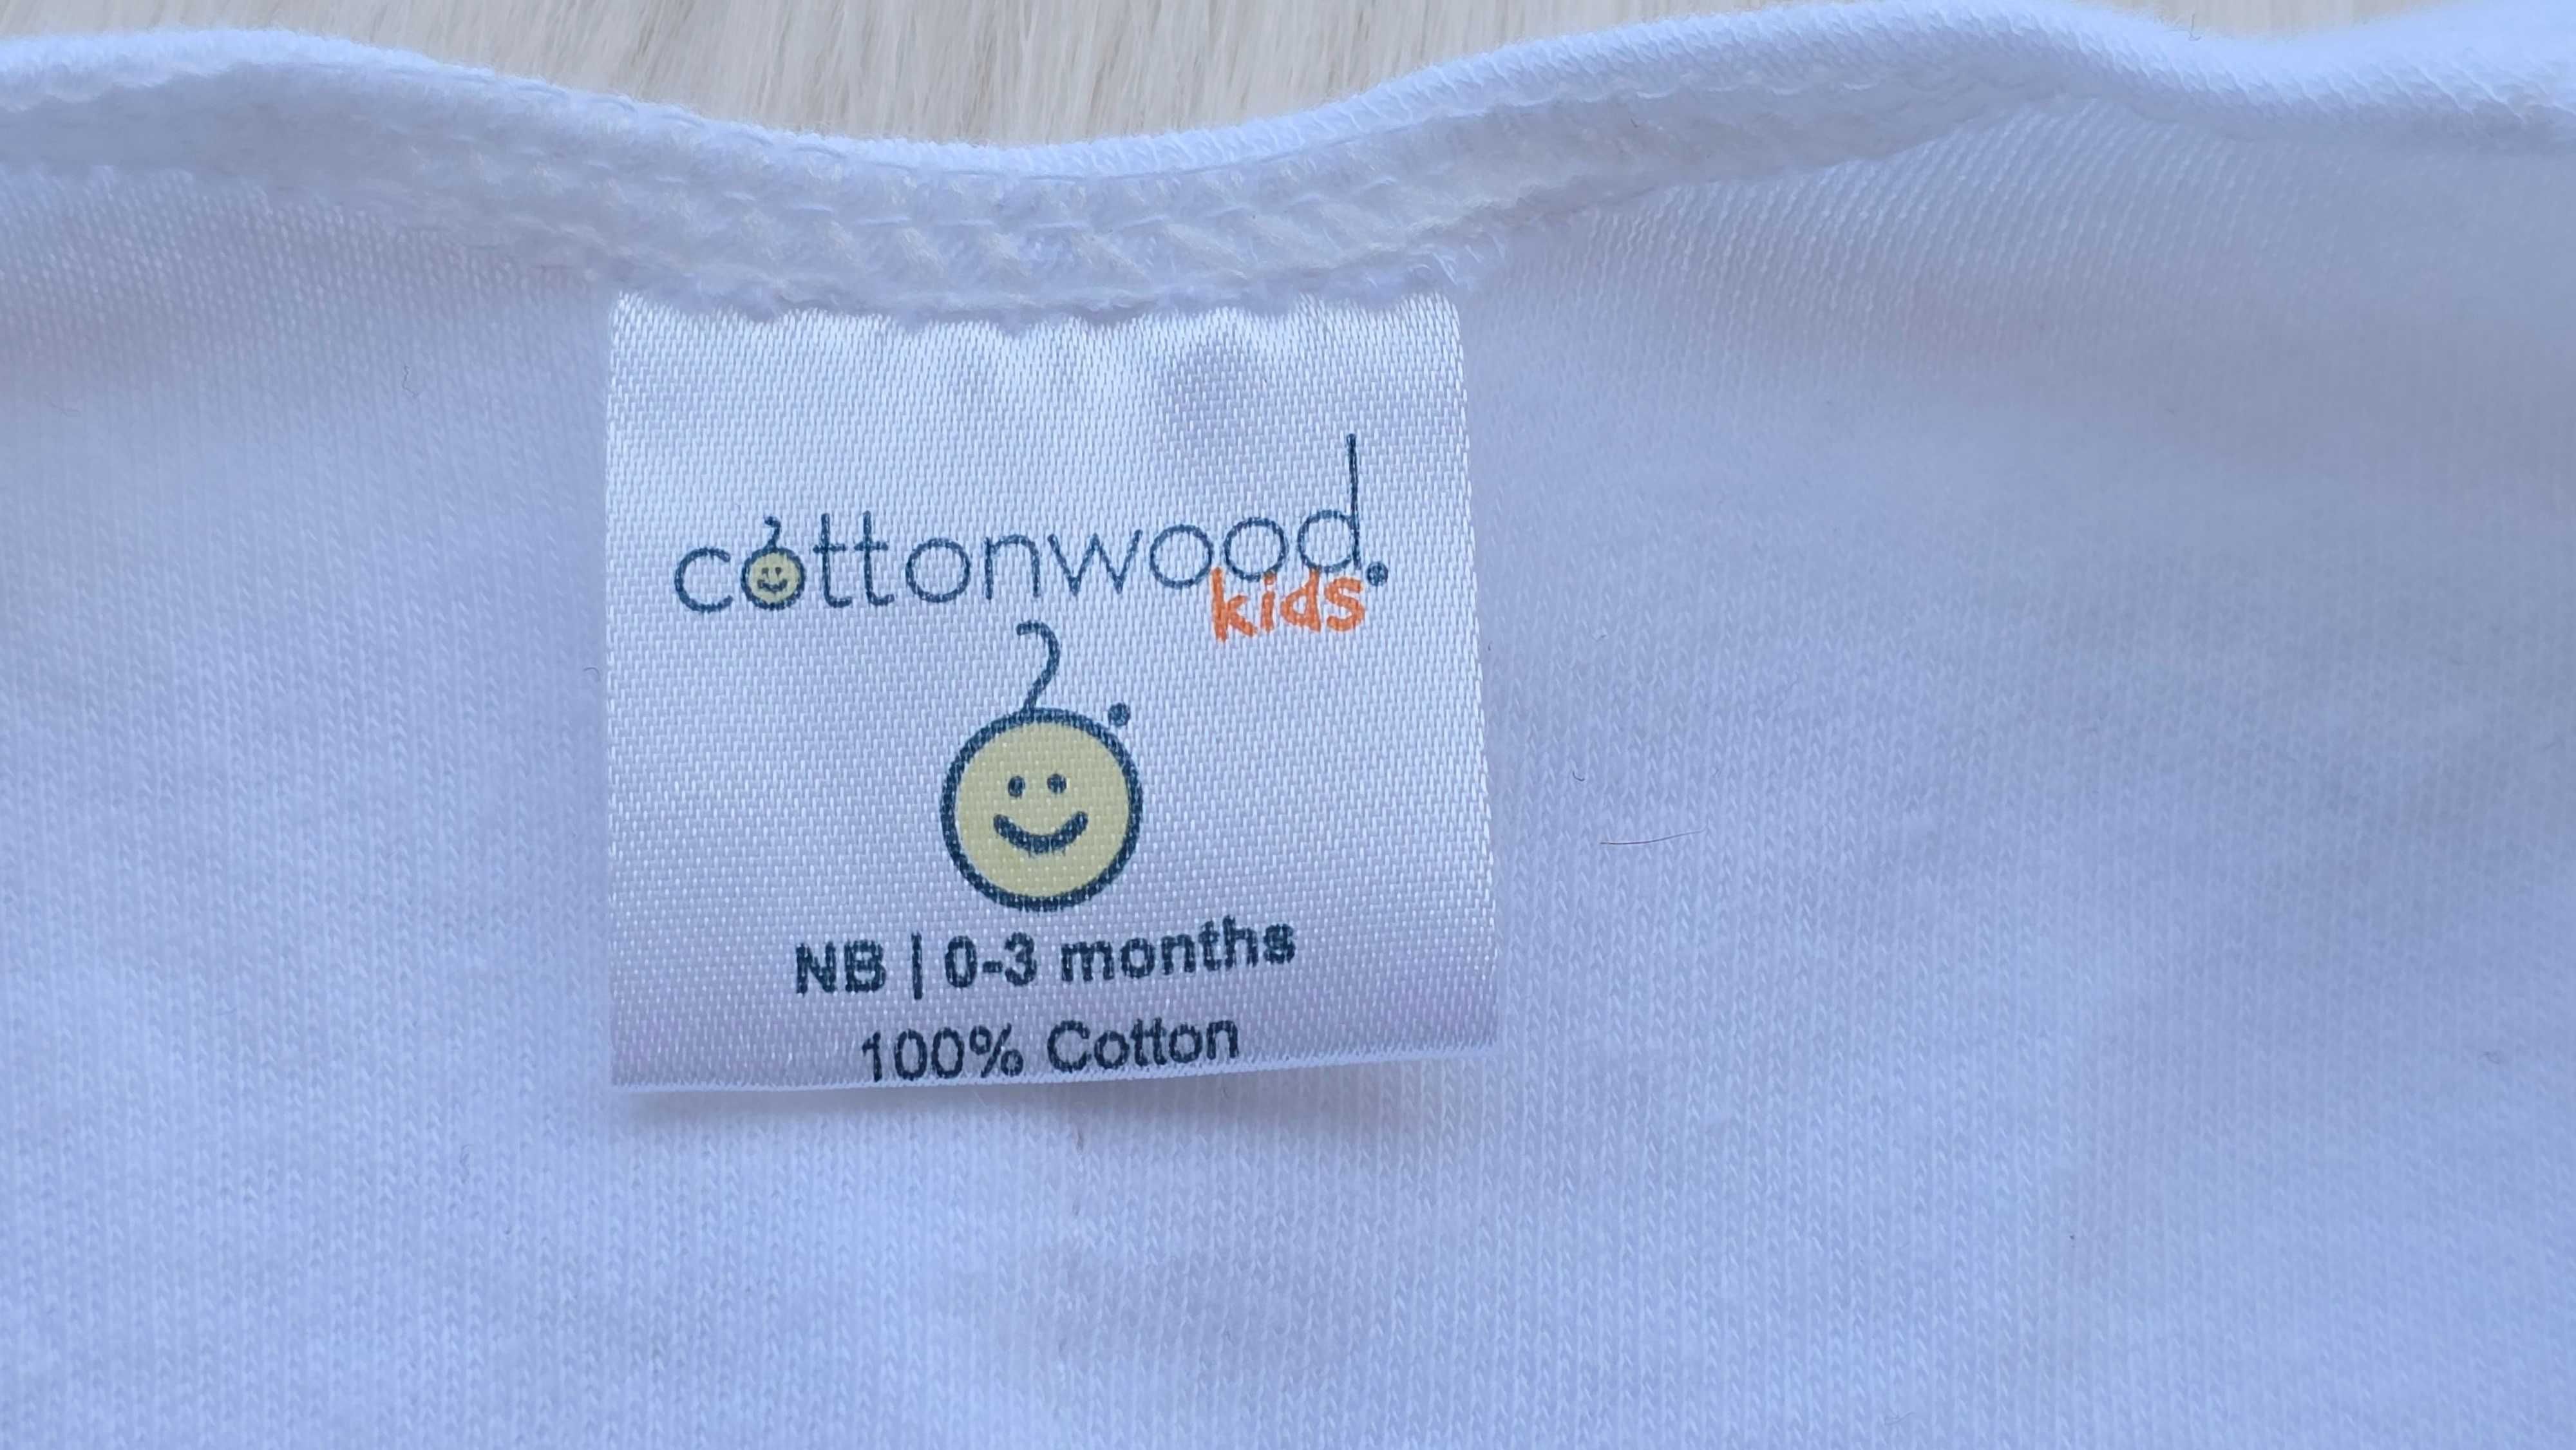 cottonwood.
kids
NB | 0-3 months
100% Cotton